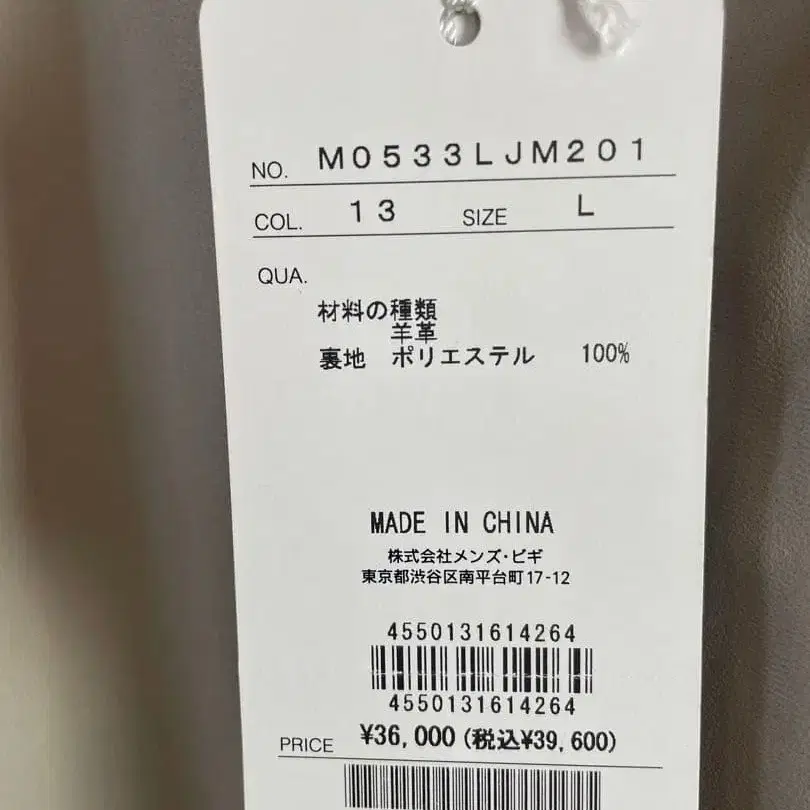 NO. M0533LJM201
COL. 13 SIZE L
QUA.
材料の種類
羊革
裏地 ポリエステル 100%
MADE IN CHINA
株式会社メンズ・ビギ
東京都渋谷区南平台町17-12
4550131614264
4550131614264
PRICE ¥36,000(税込¥39,600)